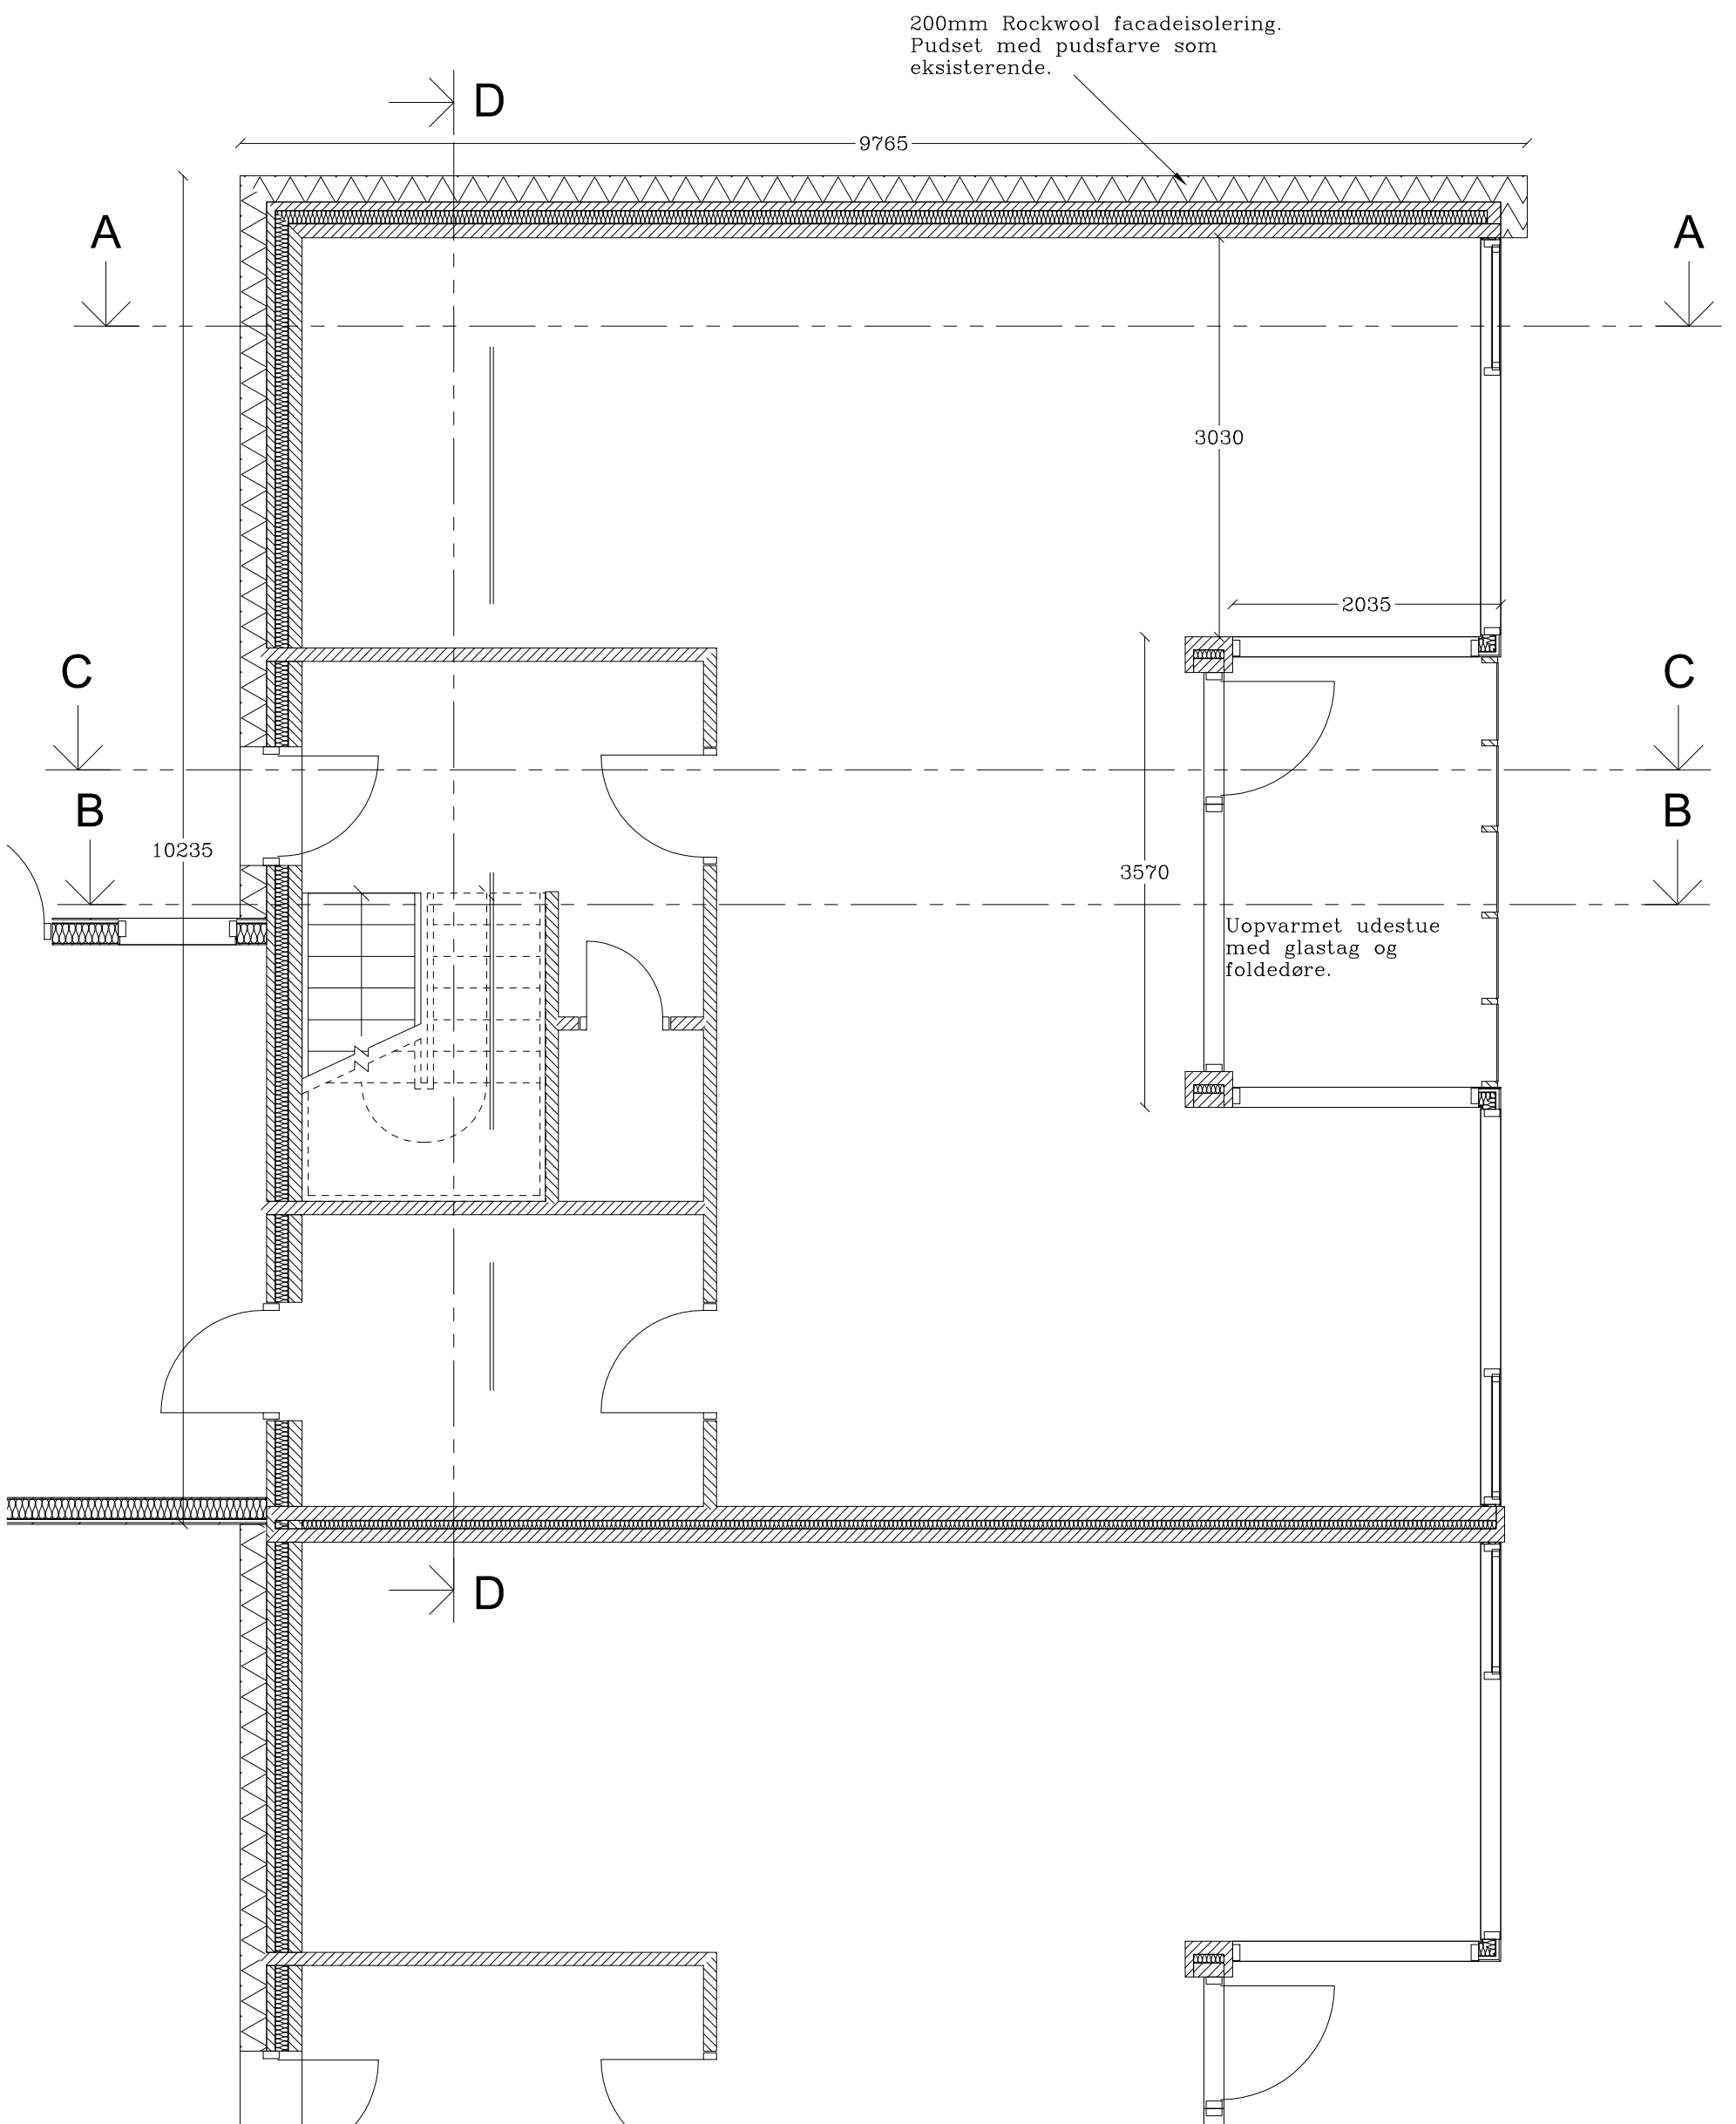 200mm Rockwool facadeisolering.
Pudset med pudsfarve som
eksisterende.
D
9765
A
A
3030
2035
C
C
B
B
10235
3570
Uopvarmet udestue
med glastag og
foldedøre.
D